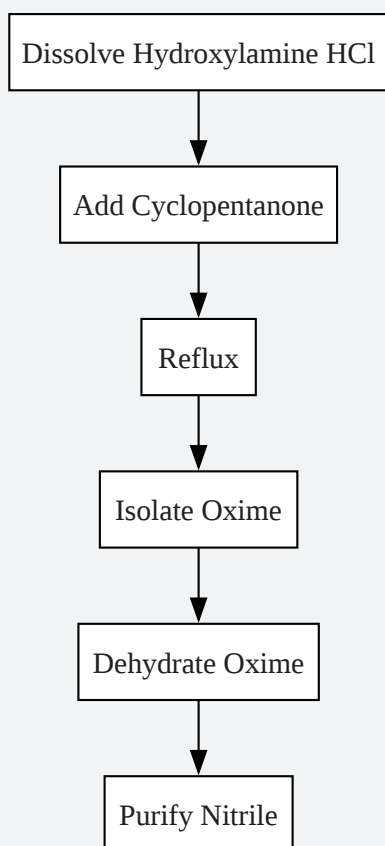 Dissolve Hydroxylamine HCl
Add Cyclopentanone
Reflux
Isolate Oxime
Dehydrate Oxime
Purify Nitrile